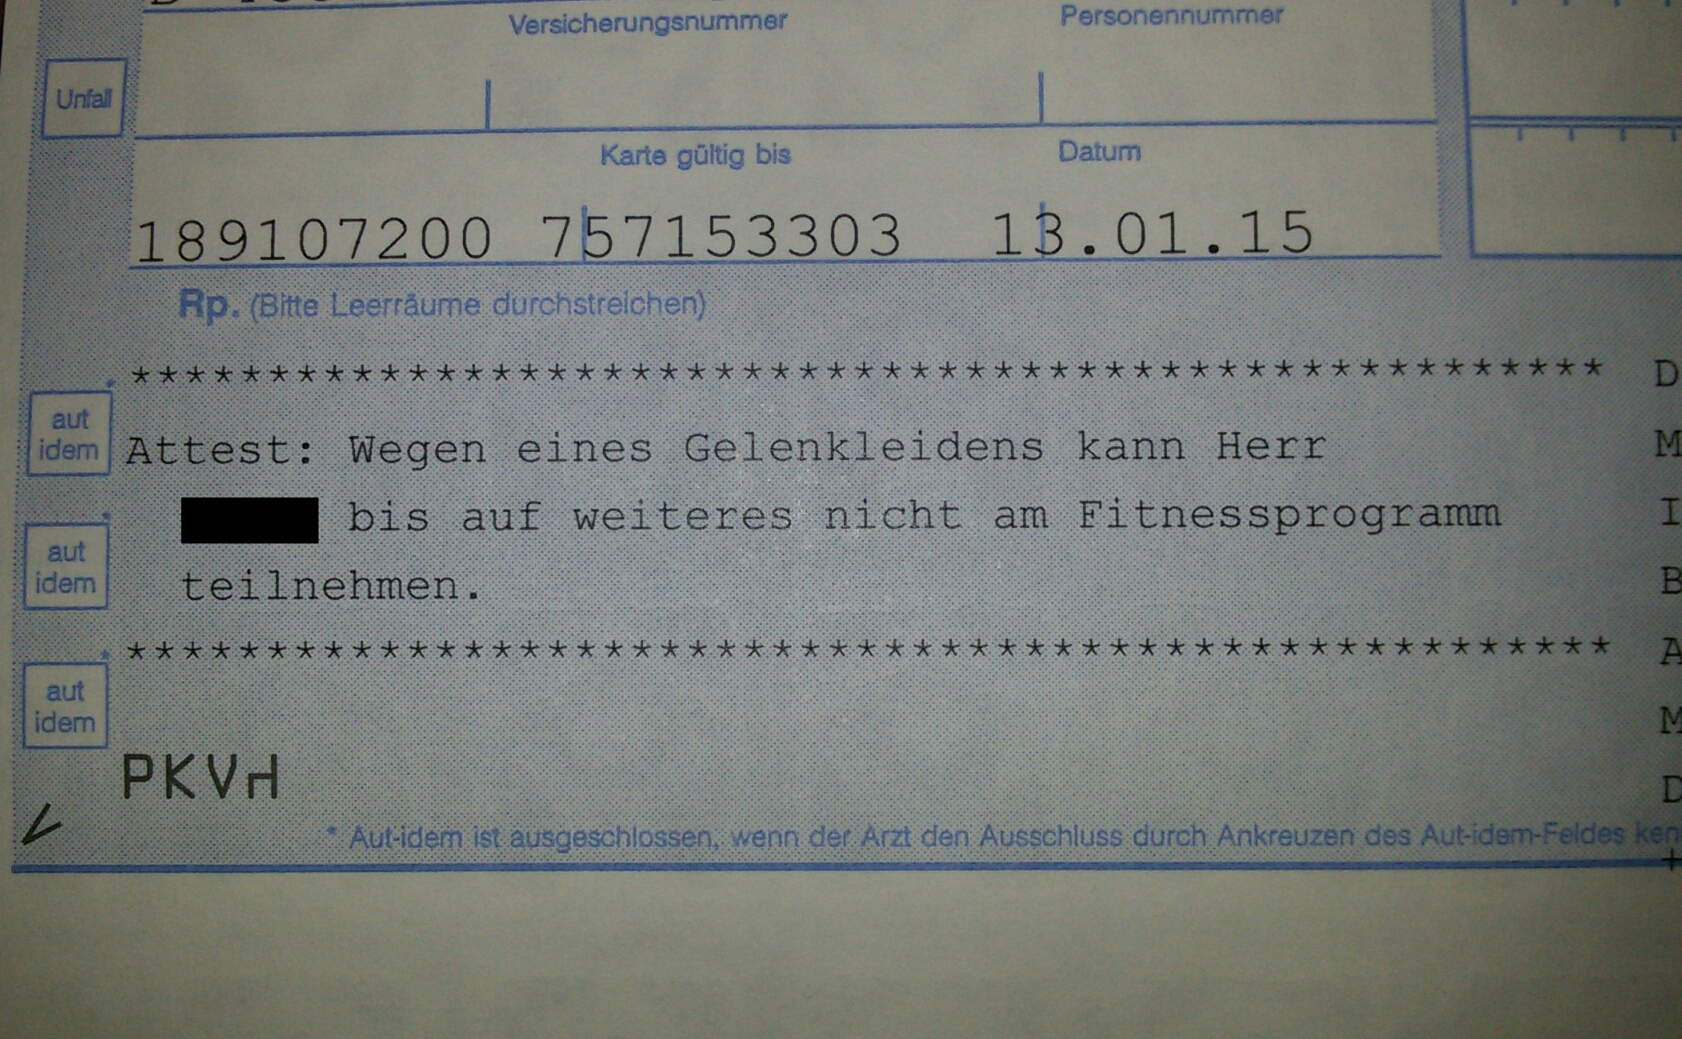 Versicherungsnummer Personennummer
Unfall
Karte gültig bis Datum
189107200 757153303 13.01.15
Rp. (Bitte Leerräume durchstreichen)
********************************************************* D
aut
idem
Attest: Wegen eines Gelenkleidens kann Herr M
bis auf weiteres nicht am Fitnessprogramm I
aut
idem
teilnehmen. B
********************************************************* A
aut
idem
M
PKVH D
* Aut-idem ist ausgeschlossen, wenn der Arzt den Ausschluss durch Ankreuzen des Aut-idem-Feldes